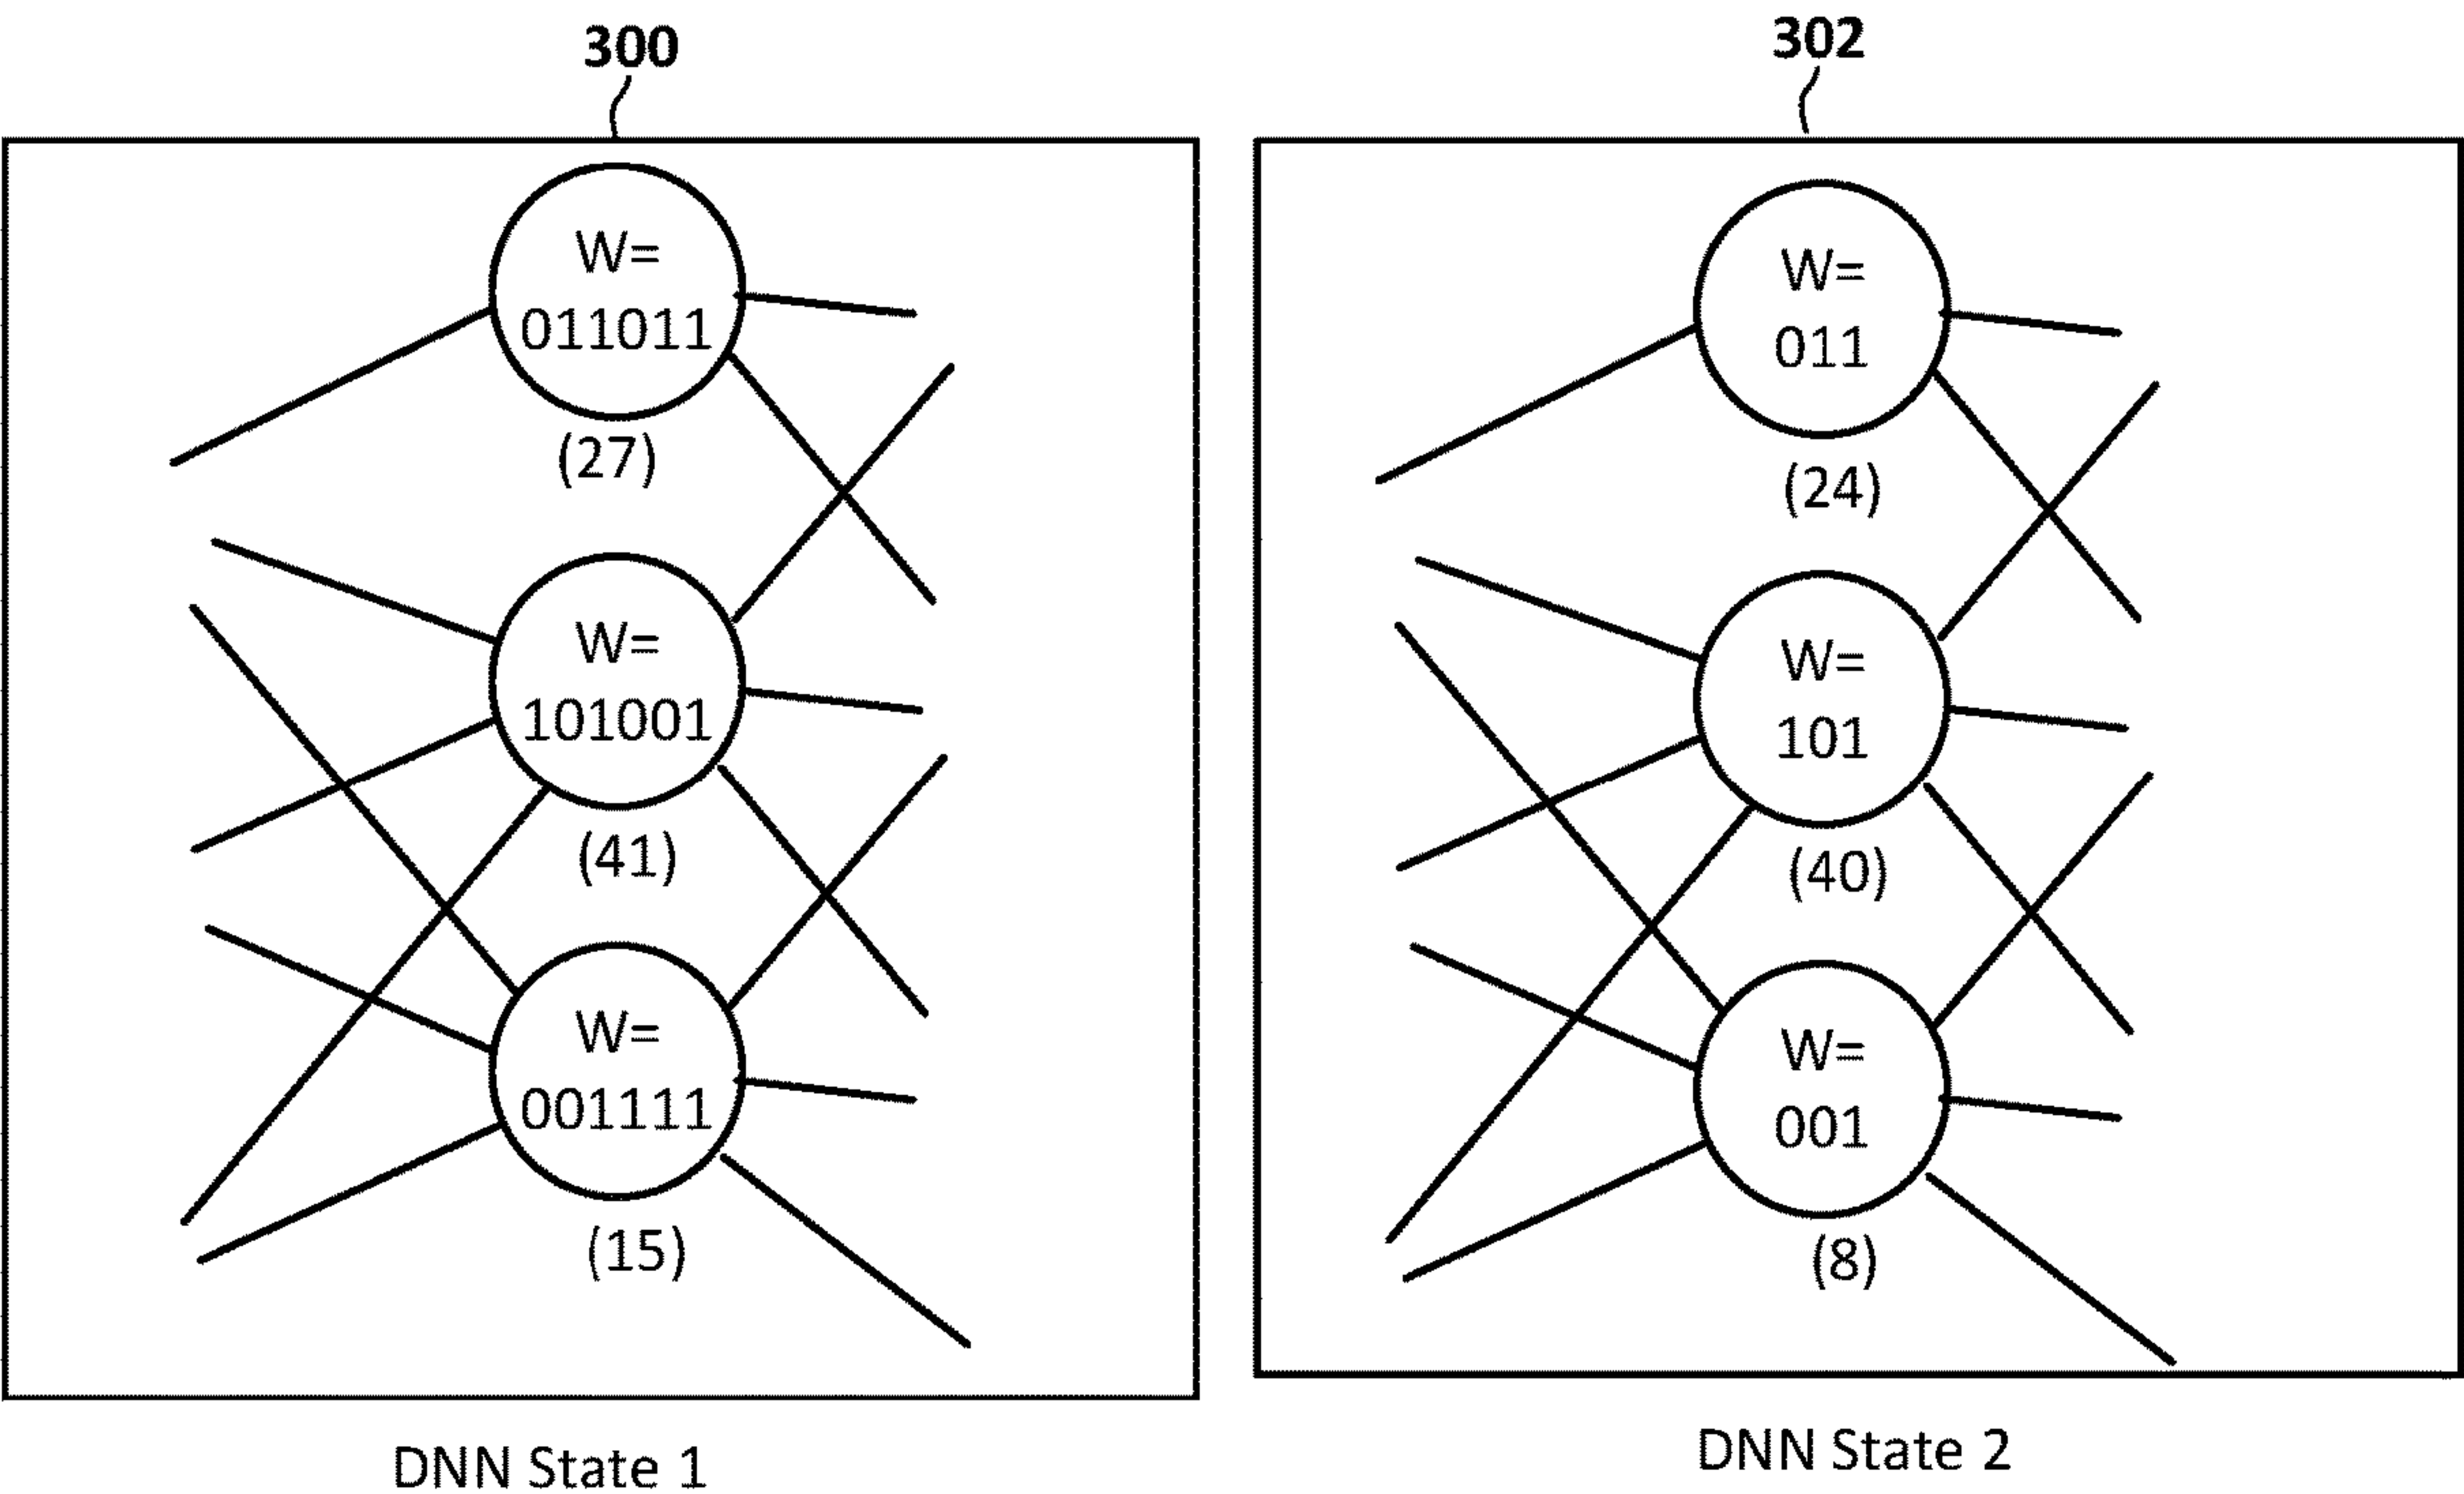 300
W=
011011
(27)
W=
101001
(41)
W=
001111
(15)
DNN State 1
302
W=
011
(24)
W=
101
(40)
W=
001
(8)
DNN State 2